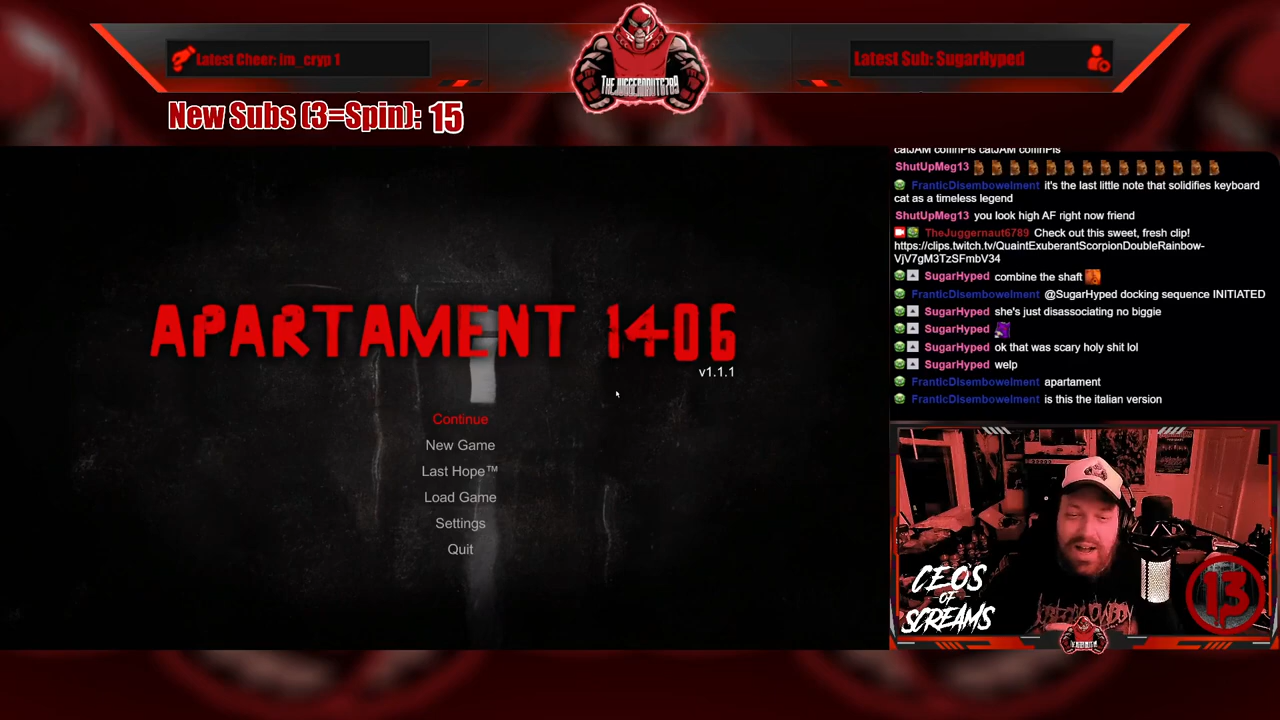 Latest Cheer: im_cryp 1
THEJUGGERNAUT6789
Latest Sub: SugarHyped
New Subs (3=Spin): 15
catJAM coffinPls catJAM coffinPls
ShutUpMeg13
FranticDIsembowelment it's the last little note that solidifies keyboard
cat as a timeless legend
ShutUpMeg13 you look high AF right now friend
TheJuggernaut6789 Check out this sweet, fresh clip!
https://clips.twitch.tv/QuaintExuberantScorpionDoubleRainbow-
VjV7gM3TzSFmbV34
SugarHyped combine the shaft
FranticDIsembowelment @SugarHyped docking sequence INITIATED
SugarHyped she's just disassociating no biggie
SugarHyped
SugarHyped ok that was scary holy shit lol
SugarHyped welp
FranticDIsembowelment apartament
FranticDIsembowelment is this the italian version
APARTAMENT 1406
v1.1.1
Continue
New Game
Last Hope™
Load Game
Settings
Quit
CEOS
OF
SCREAMS
13